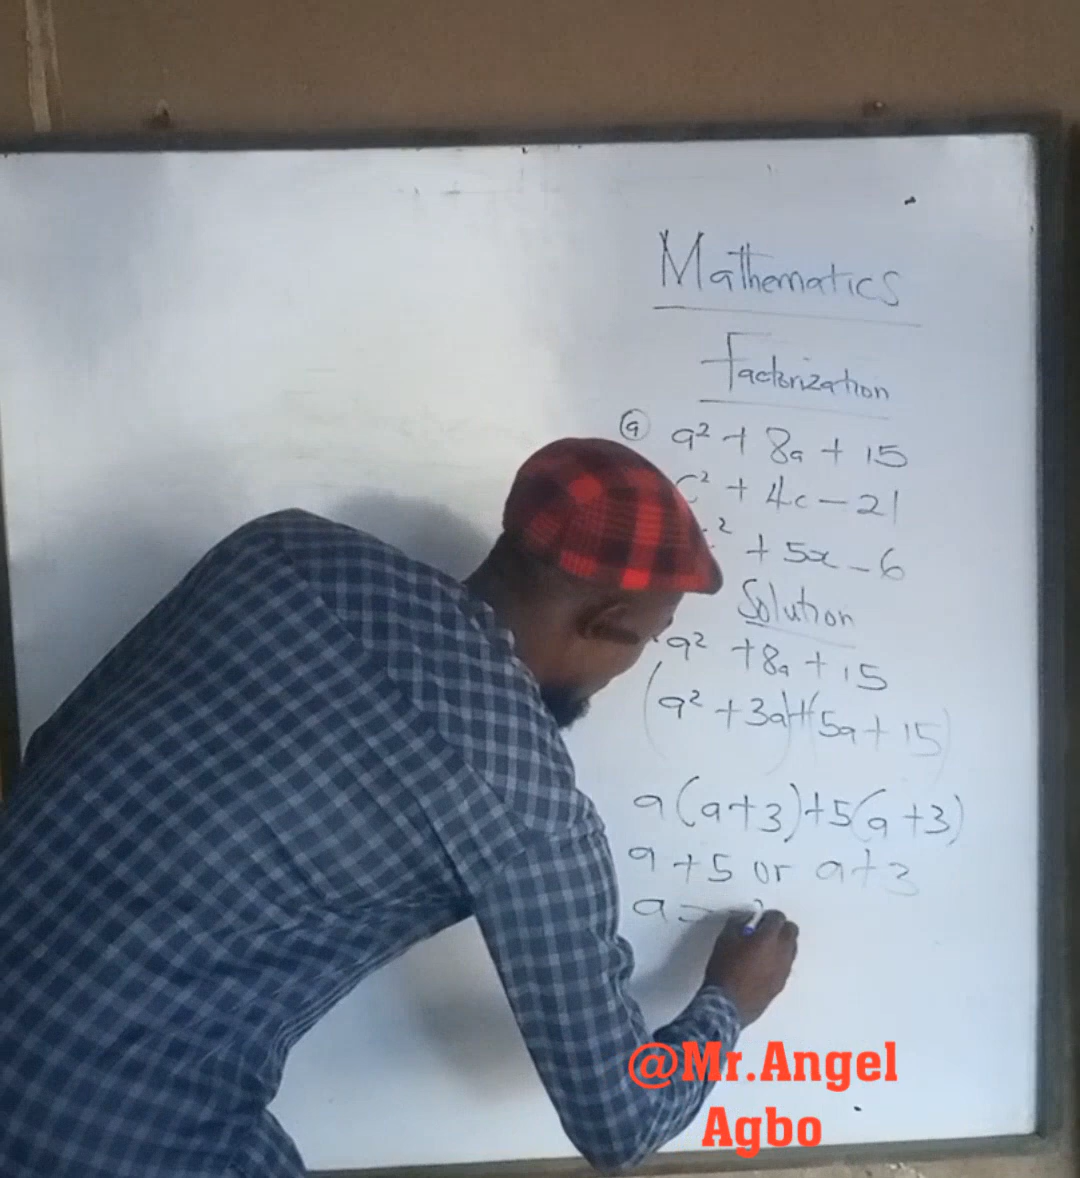 Mathematics
Factorization
(a) a² + 8a + 15
c² + 4c - 21
² + 5x - 6
Solution
a² + 8a + 15
(a² + 3a) + (5a + 15)
a(a+3)+5(a+3)
a + 5 or a + 3
a =
@Mr.Angel
Agbo